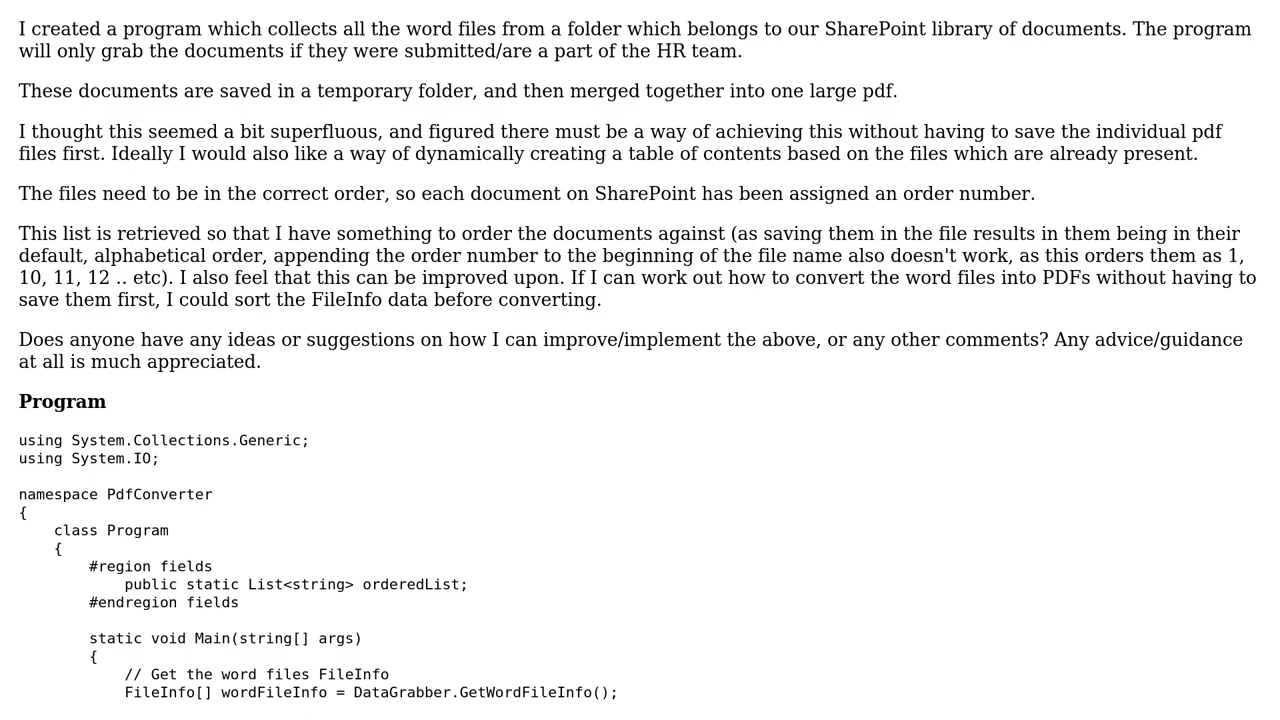 I created a program which collects all the word files from a folder which belongs to our SharePoint library of documents. The program
will only grab the documents if they were submitted/are a part of the HR team.
These documents are saved in a temporary folder, and then merged together into one large pdf.
I thought this seemed a bit superfluous, and figured there must be a way of achieving this without having to save the individual pdf
files first. Ideally I would also like a way of dynamically creating a table of contents based on the files which are already present.
The files need to be in the correct order, so each document on SharePoint has been assigned an order number.
This list is retrieved so that I have something to order the documents against (as saving them in the file results in them being in their
default, alphabetical order, appending the order number to the beginning of the file name also doesn't work, as this orders them as 1,
10, 11, 12 .. etc). I also feel that this can be improved upon. If I can work out how to convert the word files into PDFs without having to
save them first, I could sort the FileInfo data before converting.
Does anyone have any ideas or suggestions on how I can improve/implement the above, or any other comments? Any advice/guidance
at all is much appreciated.
Program
using System.Collections.Generic;
using System.IO;
namespace PdfConverter
{
    class Program
    {
        #region fields
            public static List<string> orderedList;
        #endregion fields
        static void Main(string[] args)
        {
            // Get the word files FileInfo
            FileInfo[] wordFileInfo = DataGrabber.GetWordFileInfo();